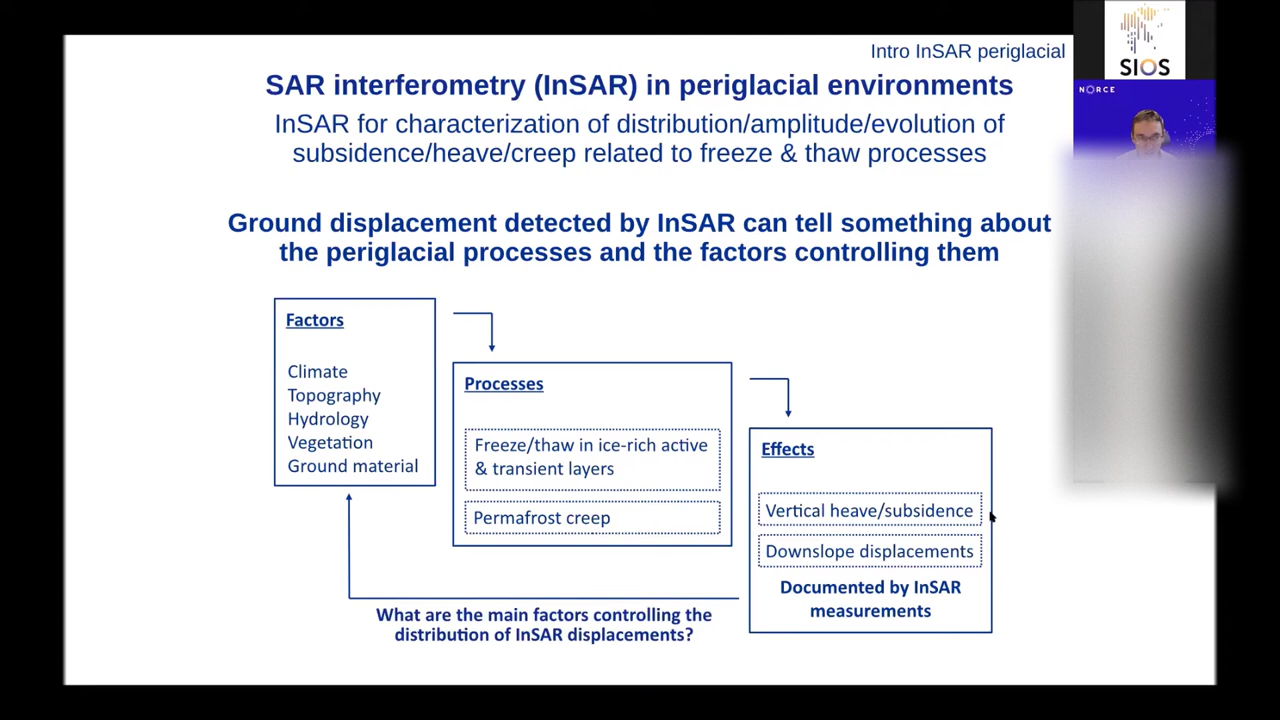 Intro InSAR periglacial
SIOS
NORCE
SAR interferometry (InSAR) in periglacial environments
InSAR for characterization of distribution/amplitude/evolution of
subsidence/heave/creep related to freeze & thaw processes
Ground displacement detected by InSAR can tell something about
the periglacial processes and the factors controlling them
Factors
Climate
Topography
Hydrology
Vegetation
Ground material
Processes
Freeze/thaw in ice-rich active
& transient layers
Permafrost creep
Effects
Vertical heave/subsidence
Downslope displacements
Documented by InSAR
measurements
What are the main factors controlling the
distribution of InSAR displacements?